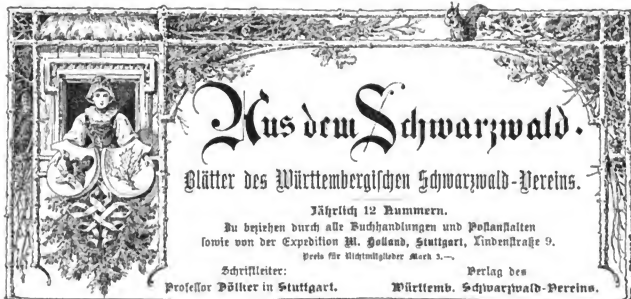 Aus dem Schwarzwald.
Blätter des Württembergischen Schwarzwald-Vereins.
Jährlich 12 Nummern.
Zu beziehen durch alle Buchhandlungen und Postanstalten
sowie von der Expedition W. Holland, Stuttgart, Lindenstraße 9.
Preis für Nichtmitglieder Mark 3.—.
Schriftleiter:
Professor Dölker in Stuttgart.
Verlag des
Württemb. Schwarzwald-Vereins.